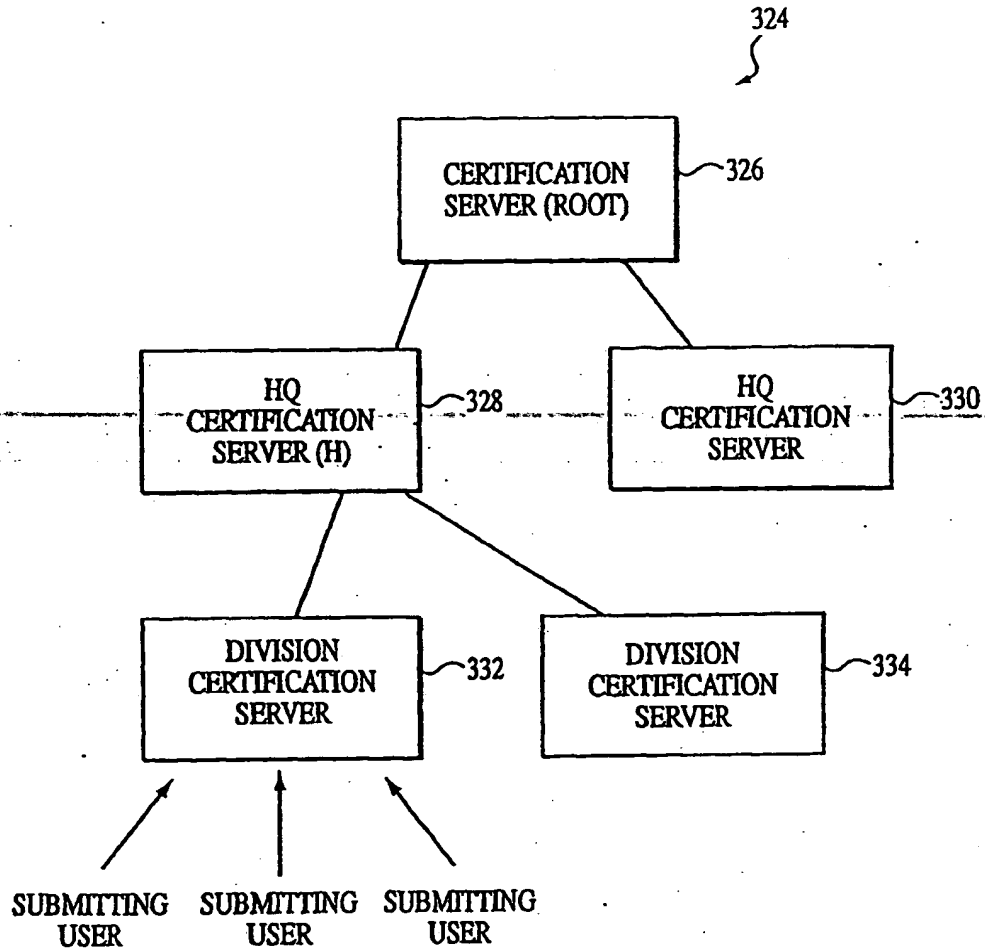 324
CERTIFICATION
SERVER (ROOT)
326
HQ
CERTIFICATION
SERVER (H)
328
HQ
CERTIFICATION
SERVER
330
DIVISION
CERTIFICATION
SERVER
332
DIVISION
CERTIFICATION
SERVER
334
SUBMITTING
USER
SUBMITTING
USER
SUBMITTING
USER